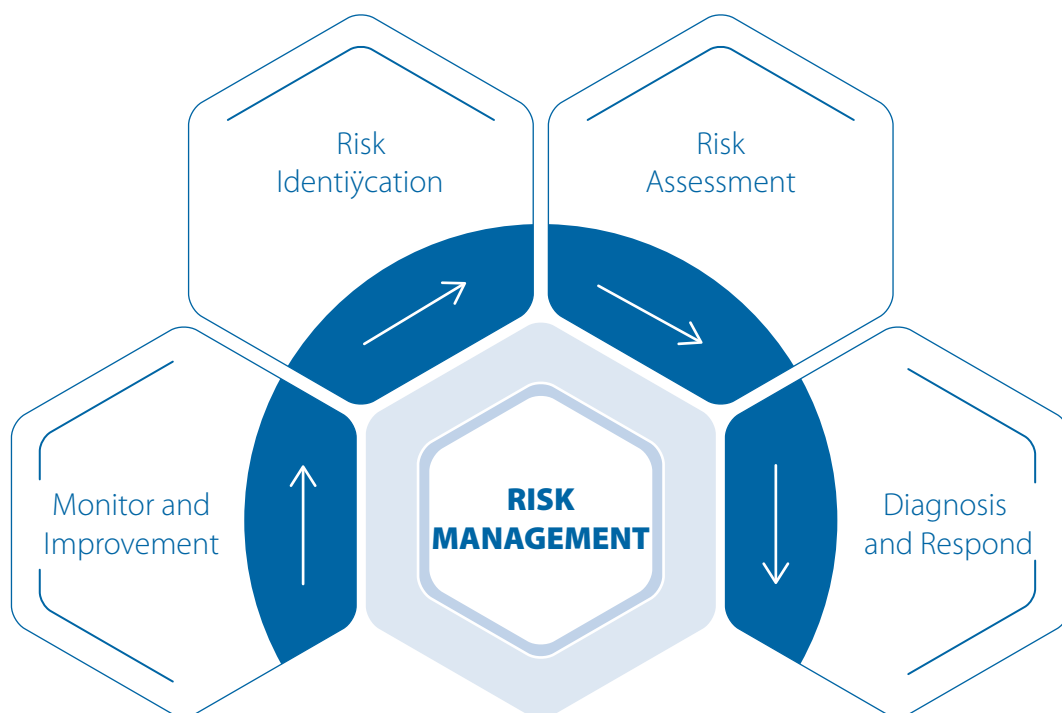 Risk
Identiÿcation
Risk
Assessment
Monitor and
Improvement
RISK
MANAGEMENT
Diagnosis
and Respond